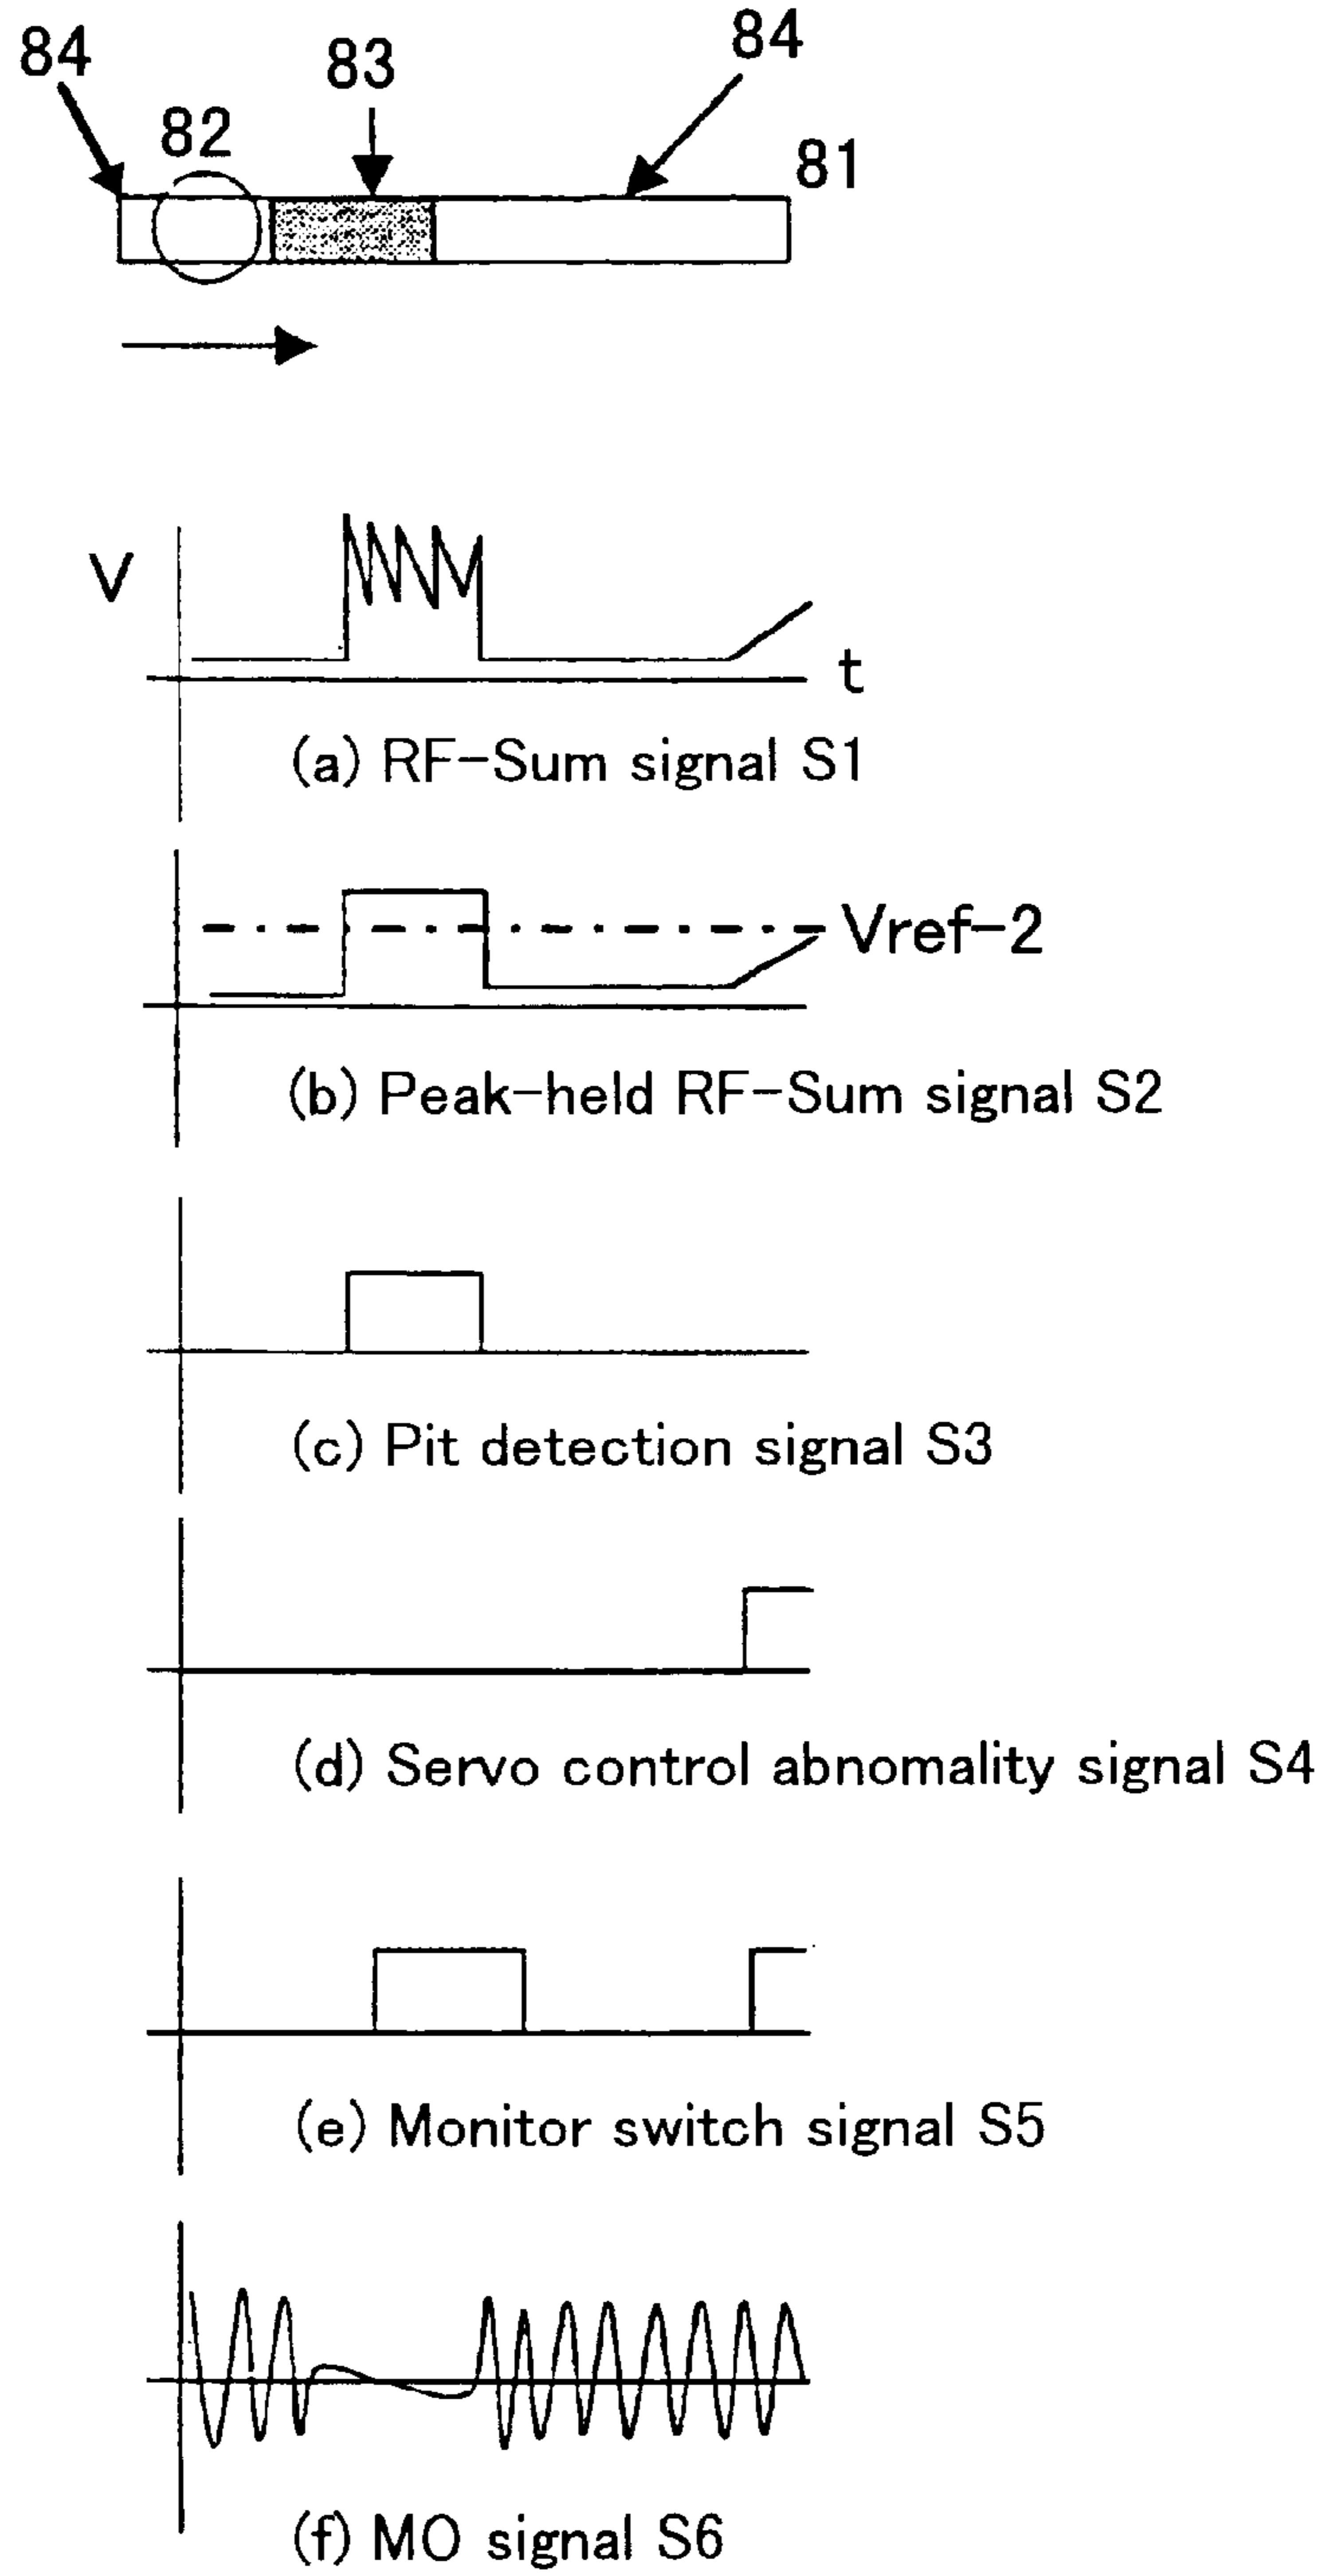 84
83
84
82
81
V
t
(a) RF-Sum signal S1
Vref-2
(b) Peak-held RF-Sum signal S2
(c) Pit detection signal S3
(d) Servo control abnomality signal S4
(e) Monitor switch signal S5
(f) MO signal S6